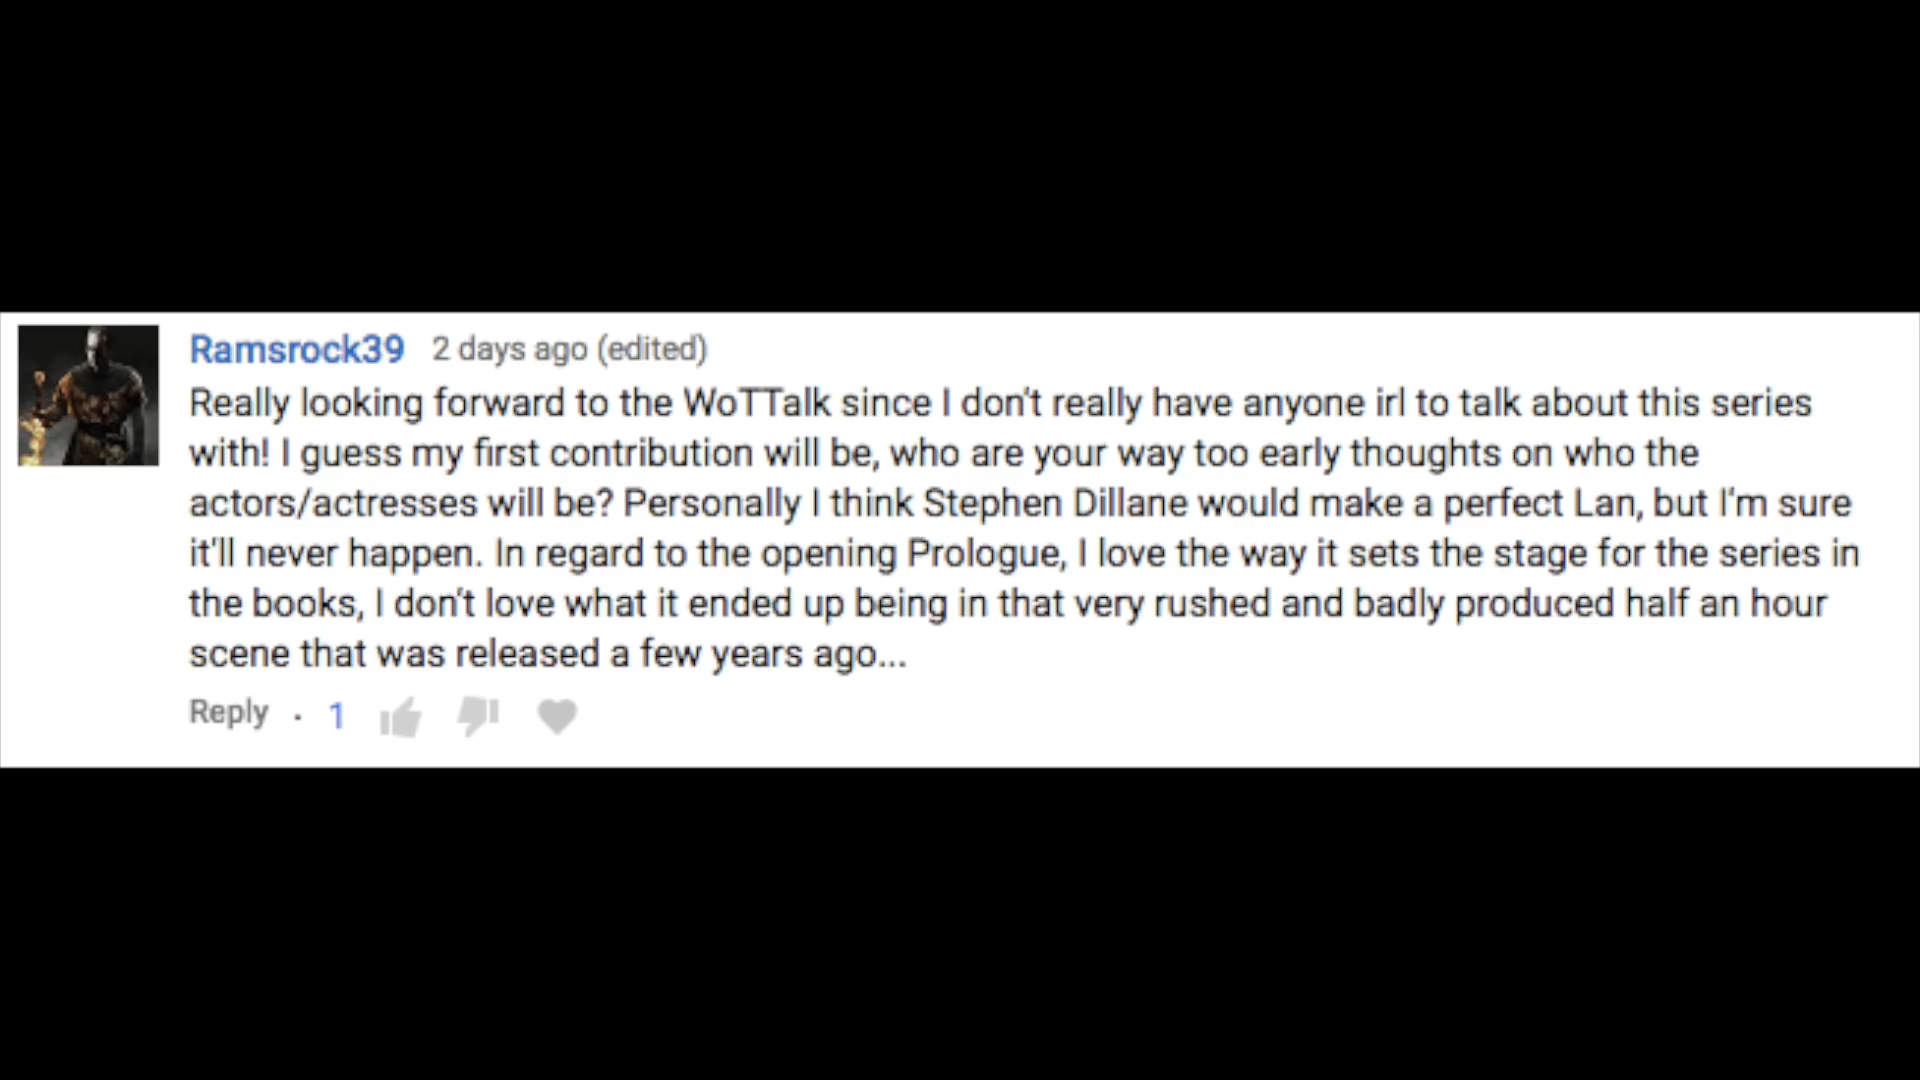 Ramsrock39 2 days ago (edited)
Really looking forward to the WoTTalk since I don't really have anyone irl to talk about this series
with! I guess my first contribution will be, who are your way too early thoughts on who the
actors/actresses will be? Personally I think Stephen Dillane would make a perfect Lan, but I'm sure
it'll never happen. In regard to the opening Prologue, I love the way it sets the stage for the series in
the books, I don't love what it ended up being in that very rushed and badly produced half an hour
scene that was released a few years ago...
Reply · 1